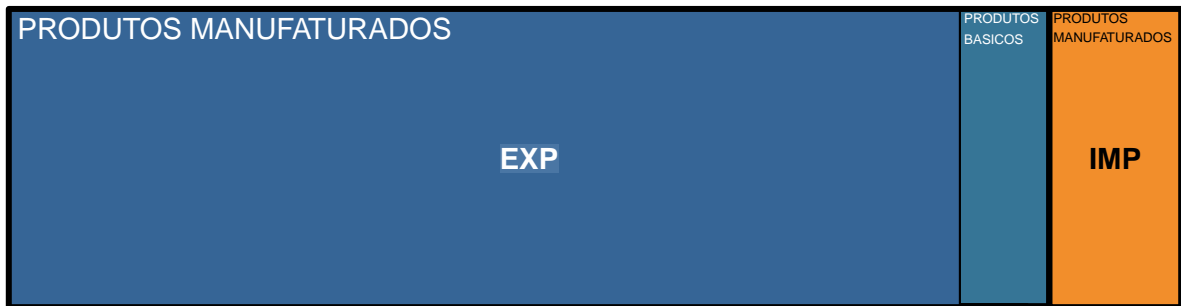 PRODUTOS MANUFATURADOS
EXP
PRODUTOS
BASICOS
PRODUTOS
MANUFATURADOS
IMP